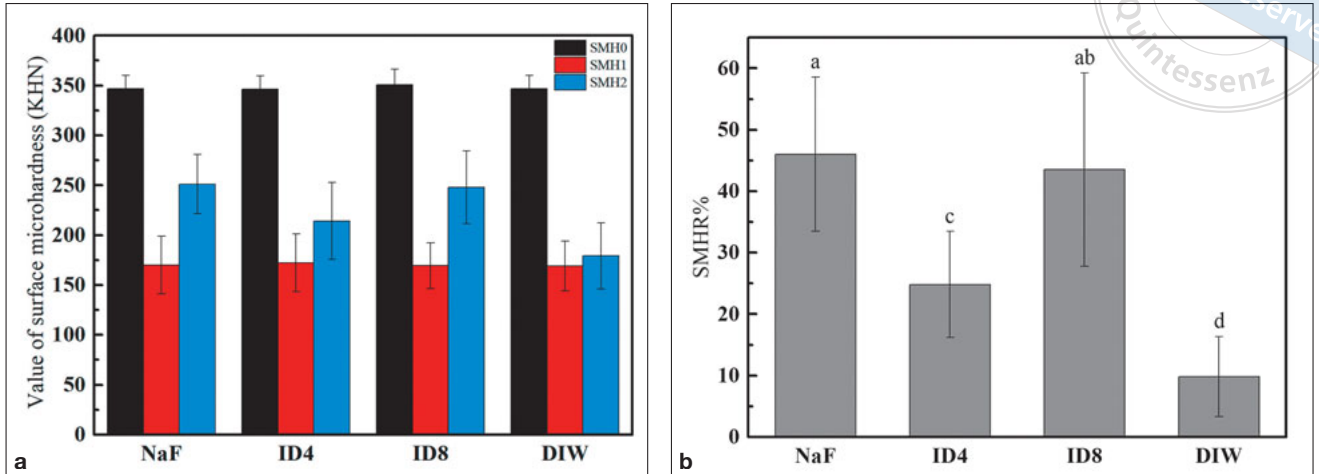 400
350
300
250
200
150
100
50
0
Value of surface microhardness (KHN)
SMH0
SMH1
SMH2
NaF
ID4
ID8
DIW
a
60
50
40
30
20
10
0
SMHR%
a
c
ab
d
NaF
ID4
ID8
DIW
b
Quintessenz